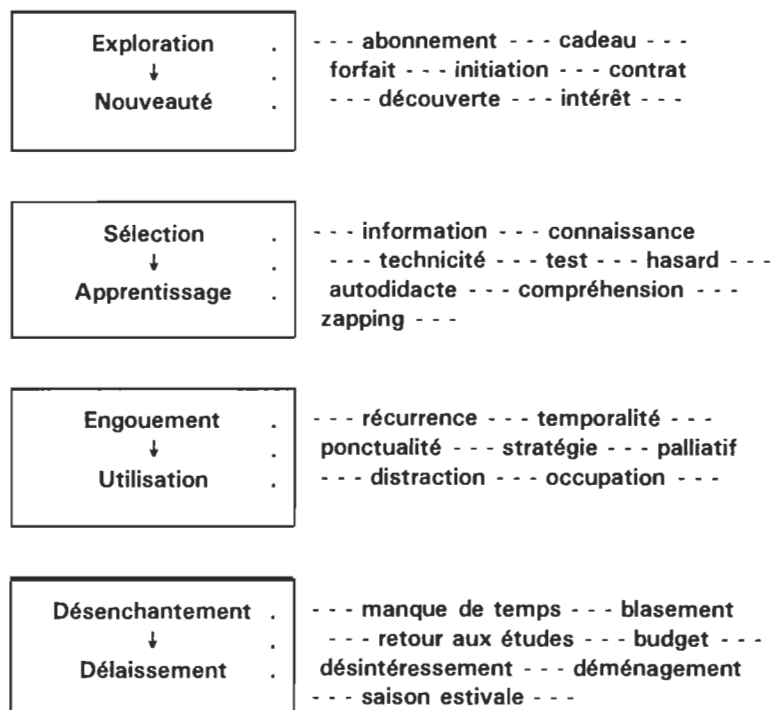 Exploration . - - - abonnement - - - cadeau - - -
↓ . forfait - - - initiation - - - contrat
Nouveauté . - - - découverte - - - intérêt - - -
Sélection . - - - information - - - connaissance
↓ . - - - technicité - - - test - - - hasard - - -
Apprentissage . autodidacte - - - compréhension - - -
zapping - - -
Engouement . - - - récurrence - - - temporalité - - -
↓ . ponctualité - - - stratégie - - - palliatif
Utilisation . - - - distraction - - - occupation - - -
Désenchantement . - - - manque de temps - - - blasement
↓ . - - - retour aux études - - - budget - - -
Délaissement . désintéressement - - - déménagement
- - - saison estivale - - -